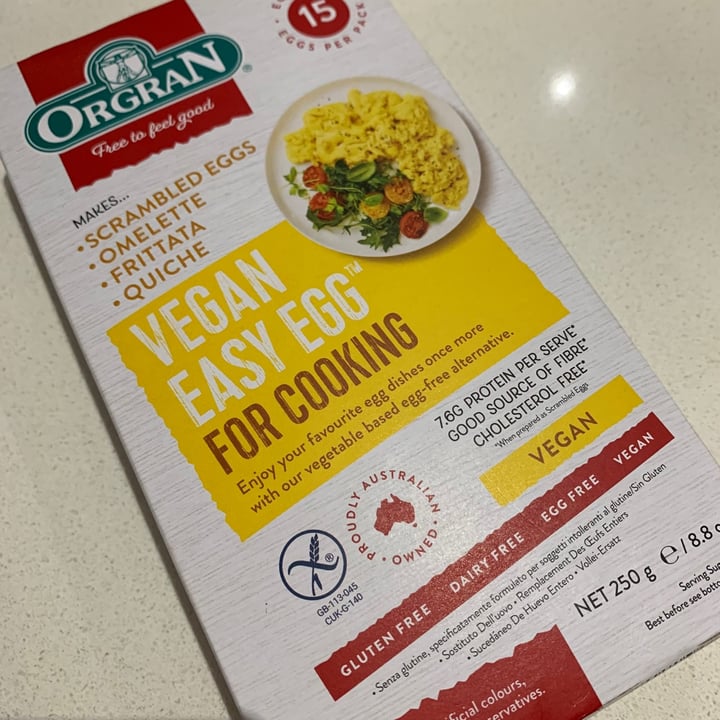 15
EGGS PER PACK
ORGRAN
®
Free to feel good
MAKES...
•SCRAMBLED EGGS
•OMELETTE
•FRITTATA
•QUICHE
VEGAN
EASY EGG™
FOR COOKING
Enjoy your favourite egg dishes once more
with our vegetable based egg-free alternative.
7.6G PROTEIN PER SERVE*
GOOD SOURCE OF FIBRE*
CHOLESTEROL FREE*
*When prepared as Scrambled Eggs
VEGAN
• PROUDLY AUSTRALIAN •
OWNED
®
GB-113-045
CUK-G-140
GLUTEN FREE DAIRY FREE EGG FREE VEGAN
• Senza glutine, specificatamente formulato per soggetti intolleranti al glutine/Sin Gluten
• Sostituto Dell'uovo • Remplacement Des Œufs Entiers
• Sucedáneo De Huevo Entero • Vollei-Ersatz
NET 250 g ℮ / 8.8
Serving
Best before see
colours,